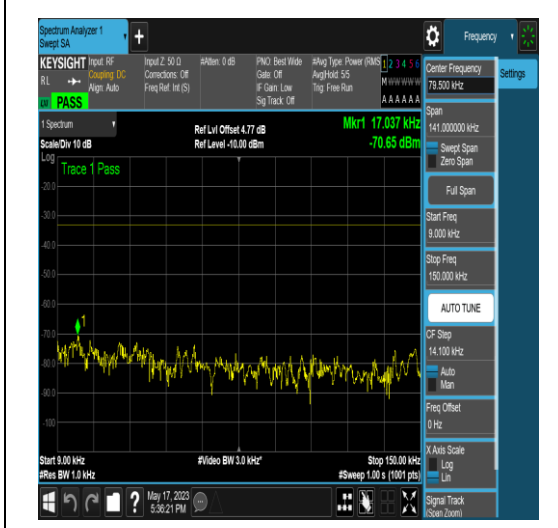 Spectrum Analyzer 1
Swept SA
+
Frequency
KEYSIGHT
RL
Input: RF
Coupling: DC
Align: Auto
Input Z: 50 Ω
Corrections: Off
Freq Ref: Int (S)
#Atten: 0 dB
PNO: Best Wide
Gate: Off
IF Gain: Low
Sig Track: Off
#Avg Type: Power (RMS
Avg|Hold: 5/5
Trig: Free Run
1 2 3 4 5 6
M W W W W W
A A A A A A
PASS
1 Spectrum
Scale/Div 10 dB
Ref Lvl Offset 4.77 dB
Ref Level -10.00 dBm
Mkr1 17.037 kHz
-70.65 dBm
Log
Trace 1 Pass
-20.0
-30.0
-40.0
-50.0
-60.0
-70.0
-80.0
-90.0
-100
1
Start 9.00 kHz
#Res BW 1.0 kHz
#Video BW 3.0 kHz*
Stop 150.00 kHz
#Sweep 1.00 s (1001 pts)
?
May 17, 2023
5:36:21 PM
Center Frequency
79.500 kHz
Settings
Span
141.000000 kHz
Swept Span
Zero Span
Full Span
Start Freq
9.000 kHz
Stop Freq
150.000 kHz
AUTO TUNE
CF Step
14.100 kHz
Auto
Man
Freq Offset
0 Hz
X Axis Scale
Log
Lin
Signal Track
(Span Zoom)